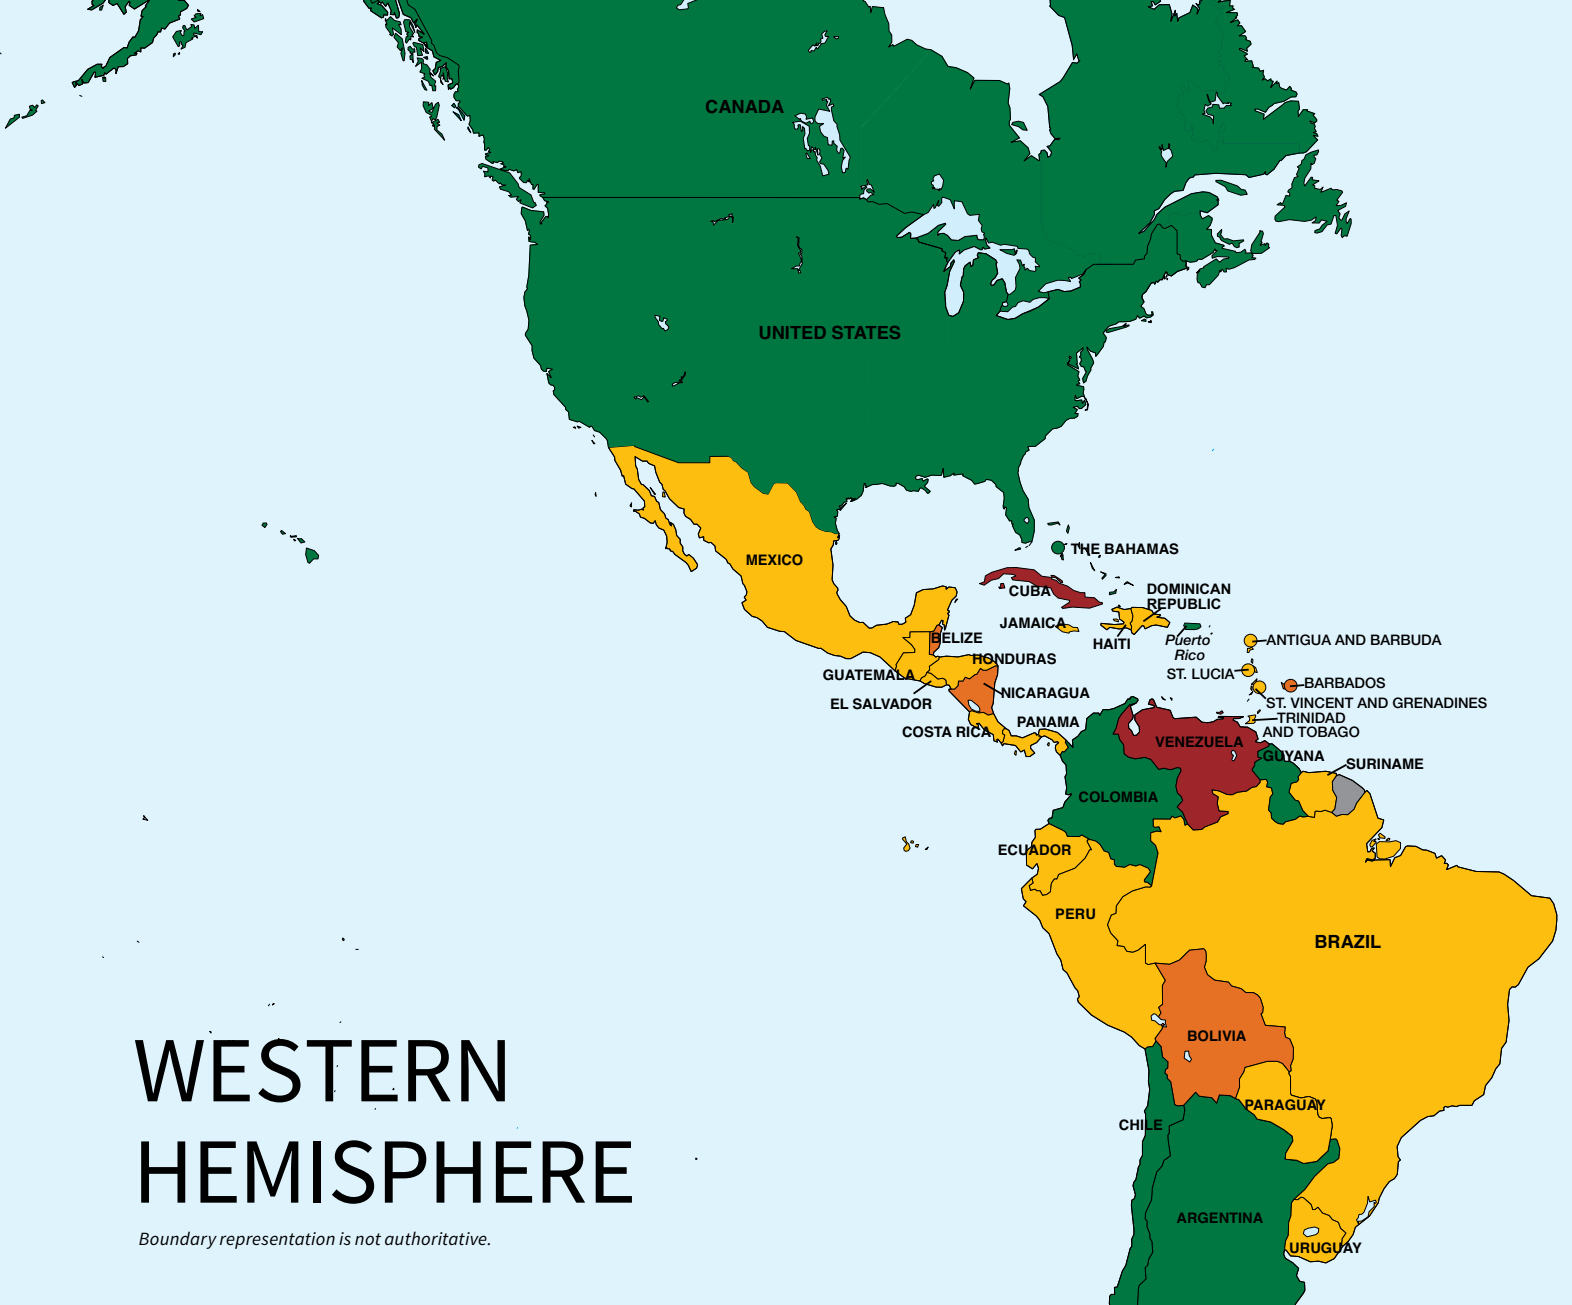 CANADA
UNITED STATES
MEXICO
THE BAHAMAS
CUBA
DOMINICAN
REPUBLIC
JAMAICA
HAITI
Puerto
Rico
BELIZE
ANTIGUA AND BARBUDA
HONDURAS
GUATEMALA
ST. LUCIA
BARBADOS
NICARAGUA
EL SALVADOR
ST. VINCENT AND GRENADINES
TRINIDAD
AND TOBAGO
PANAMA
COSTA RICA
VENEZUELA
GUYANA
SURINAME
COLOMBIA
ECUADOR
PERU
BRAZIL
BOLIVIA
PARAGUAY
CHILE
ARGENTINA
URUGUAY
WESTERN
HEMISPHERE
Boundary representation is not authoritative.